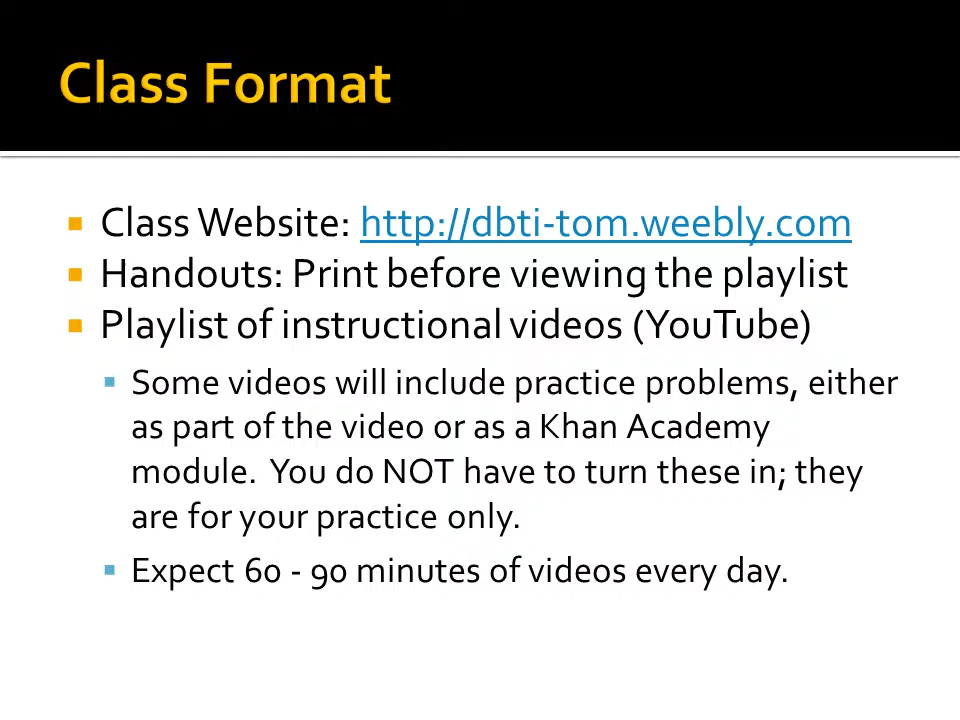 Class Format
Class Website: http://dbti-tom.weebly.com
Handouts: Print before viewing the playlist
Playlist of instructional videos (YouTube)
Some videos will include practice problems, either
as part of the video or as a Khan Academy
module.  You do NOT have to turn these in; they
are for your practice only.
Expect 60 - 90 minutes of videos every day.